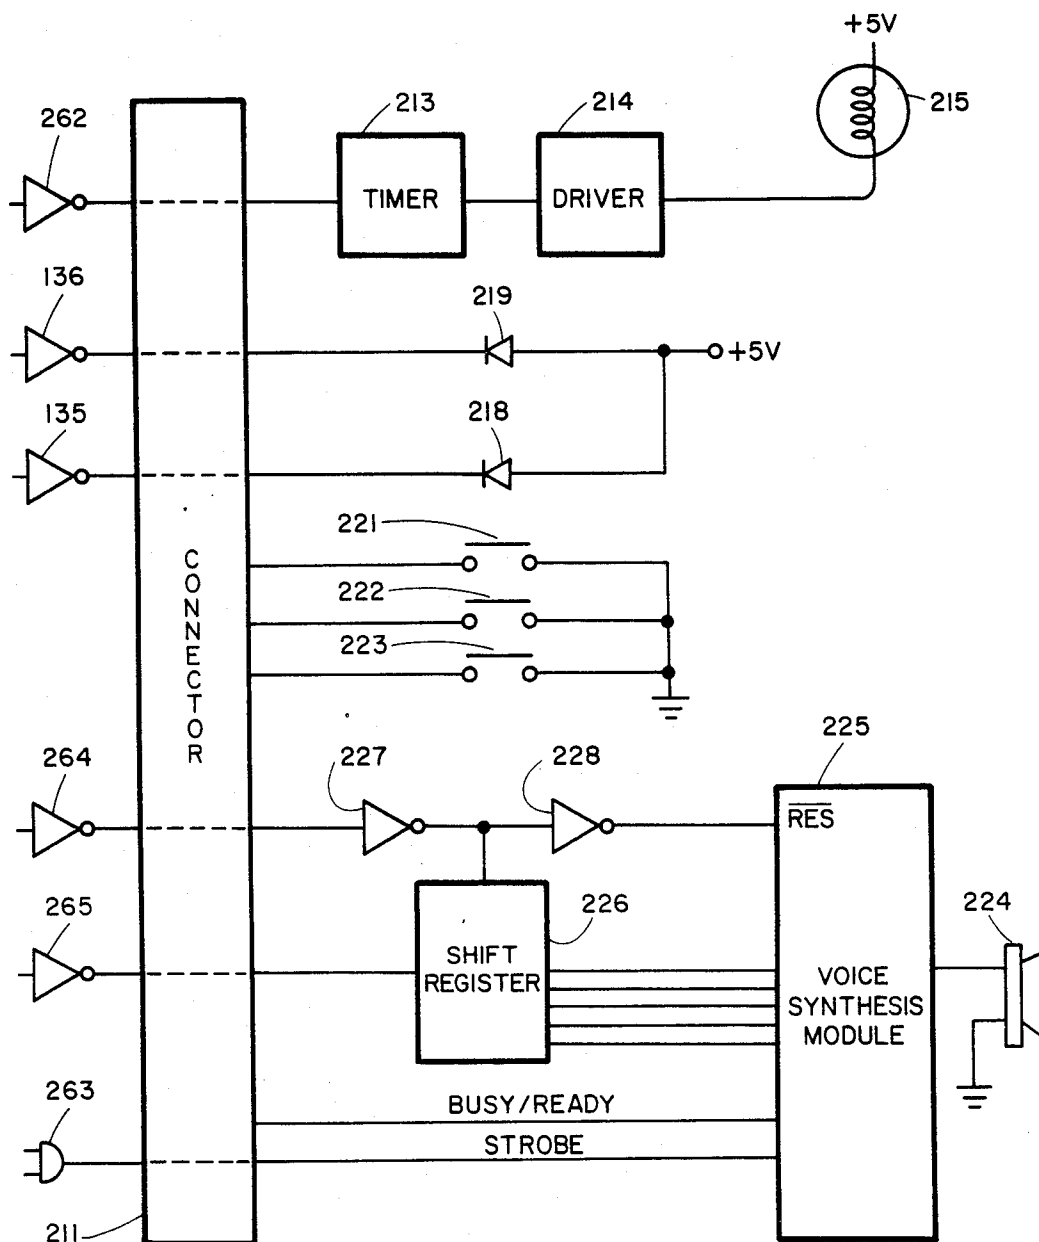 +5V
262
213
214
215
TIMER
DRIVER
136
219
+5V
135
218
221
CONNECTOR
222
223
225
264
227
228
RES
265
226
224
SHIFT
REGISTER
VOICE
SYNTHESIS
MODULE
263
BUSY/READY
STROBE
211